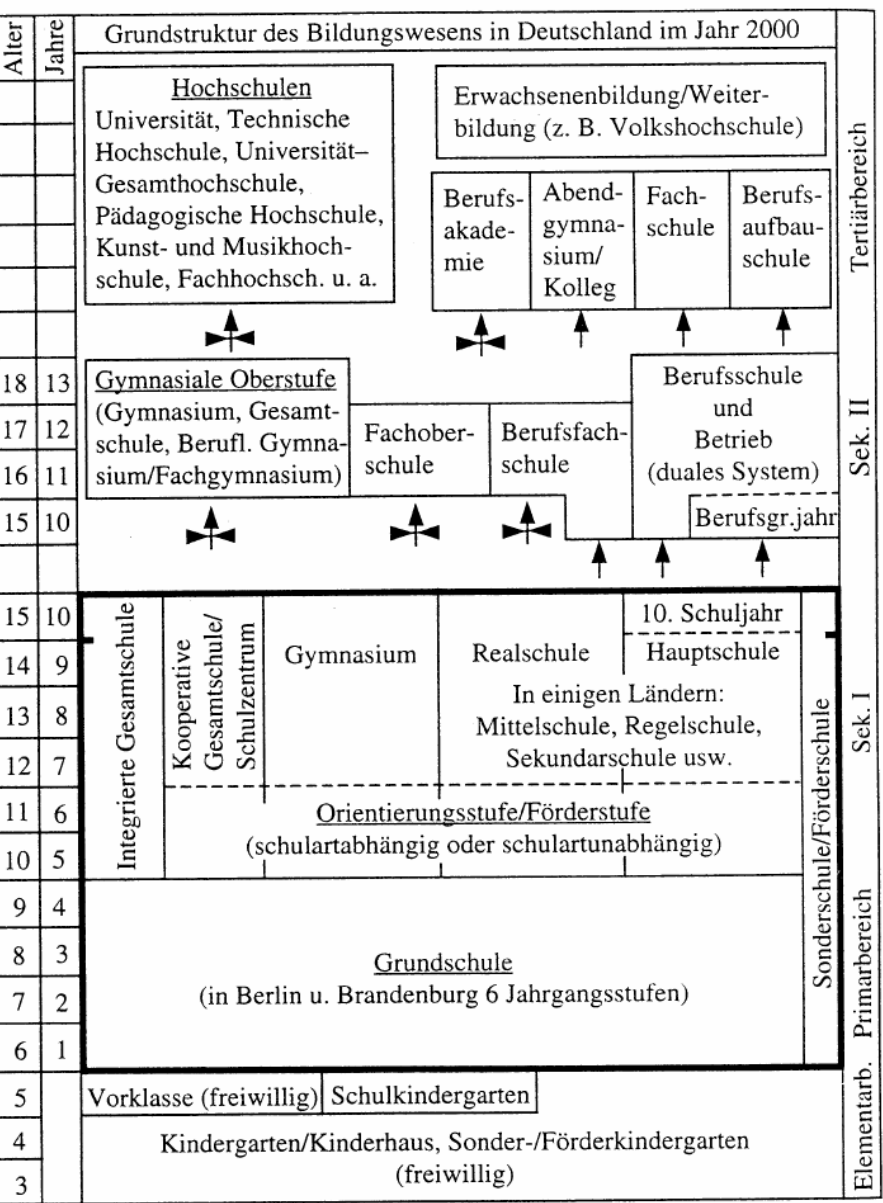 Alter
Jahre
Grundstruktur des Bildungswesens in Deutschland im Jahr 2000
Hochschulen
Universität, Technische
Hochschule, Universität–
Gesamthochschule,
Pädagogische Hochschule,
Kunst- und Musikhoch-
schule, Fachhochsch. u. a.
Erwachsenenbildung/Weiter-
bildung (z. B. Volkshochschule)
Berufs-
akade-
mie
Abend-
gymna-
sium/
Kolleg
Fach-
schule
Berufs-
aufbau-
schule
Tertiärbereich
18 13
17 12
16 11
15 10
Gymnasiale Oberstufe
(Gymnasium, Gesamt-
schule, Berufl. Gymna-
sium/Fachgymnasium)
Fachober-
schule
Berufsfach-
schule
Berufsschule
und
Betrieb
(duales System)
Berufsgr.jahr
Sek. II
15 10
14 9
13 8
12 7
11 6
10 5
Integrierte Gesamtschule
Kooperative
Gesamtschule/
Schulzentrum
Gymnasium
Realschule
10. Schuljahr
Hauptschule
In einigen Ländern:
Mittelschule, Regelschule,
Sekundarschule usw.
Orientierungsstufe/Förderstufe
(schulartabhängig oder schulartunabhängig)
Sonderschule/Förderschule
Sek. I
9 4
8 3
7 2
6 1
Grundschule
(in Berlin u. Brandenburg 6 Jahrgangsstufen)
Primarbereich
5
4
3
Vorklasse (freiwillig)
Schulkindergarten
Kindergarten/Kinderhaus, Sonder-/Förderkindergarten
(freiwillig)
Elementarb.